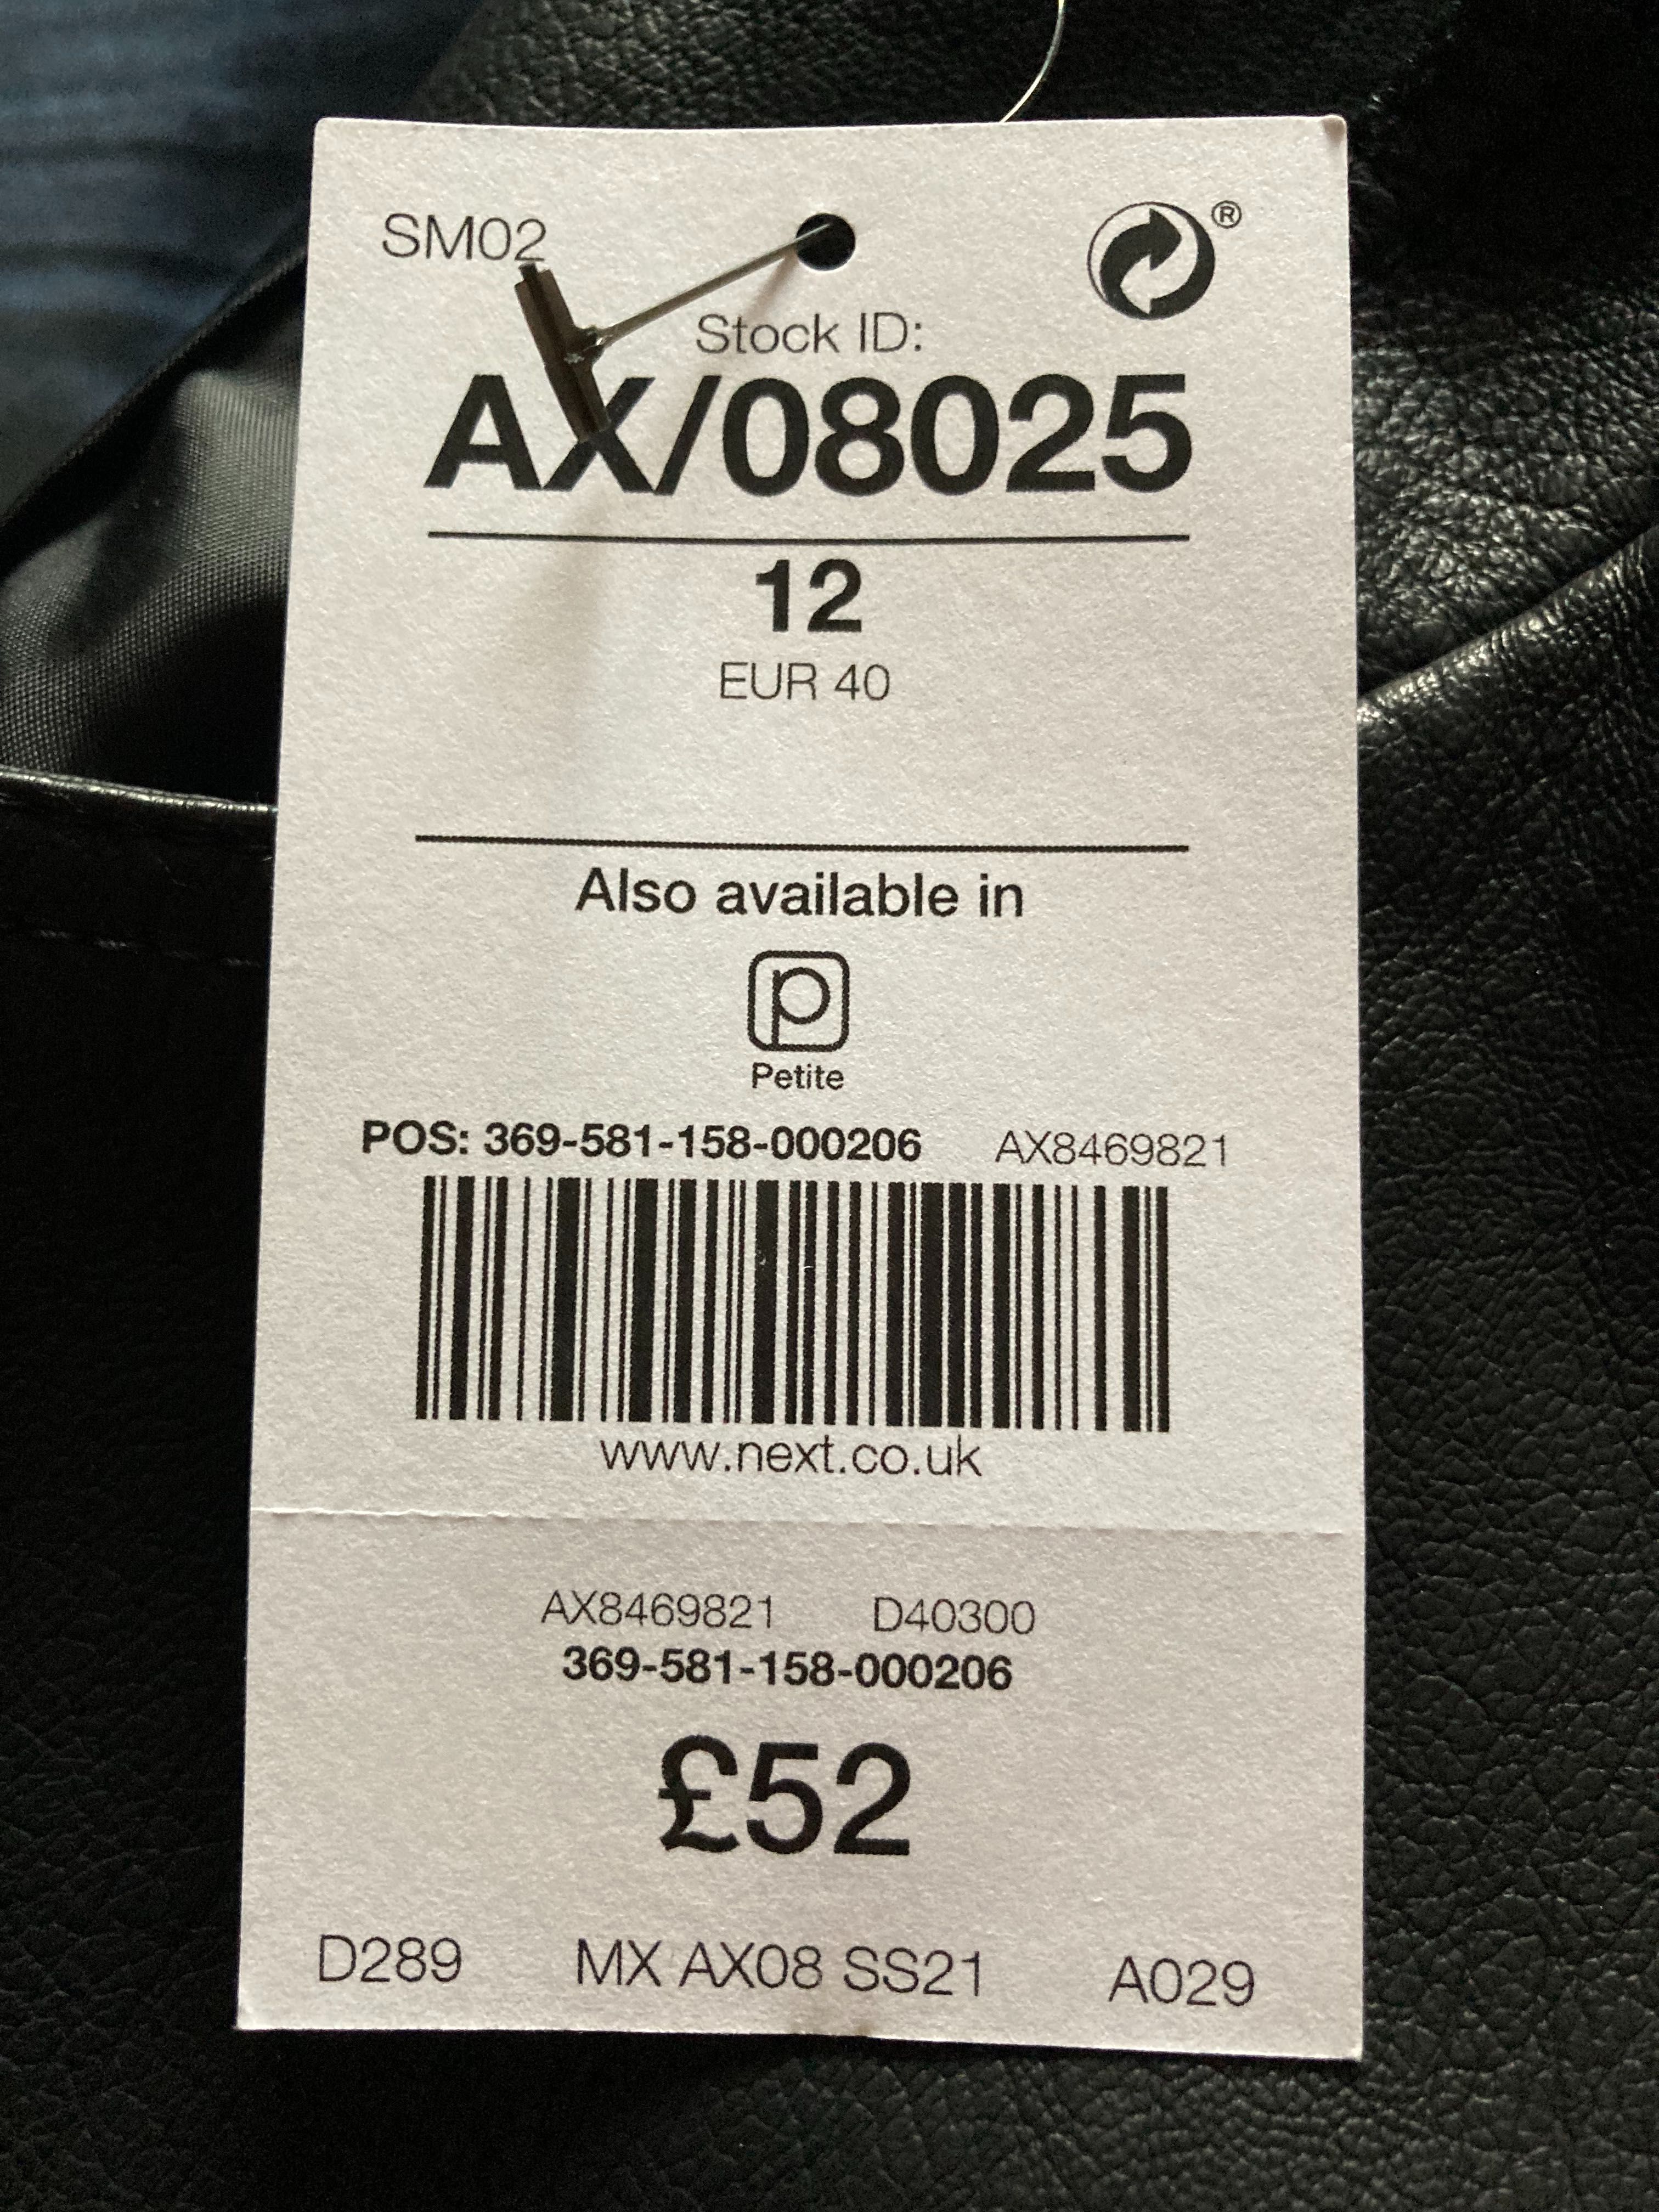 SM02
®
Stock ID:
AX/08025
12
EUR 40
Also available in
p
Petite
POS: 369-581-158-000206 AX8469821
www.next.co.uk
AX8469821 D40300
369-581-158-000206
£52
D289 MX AX08 SS21 A029